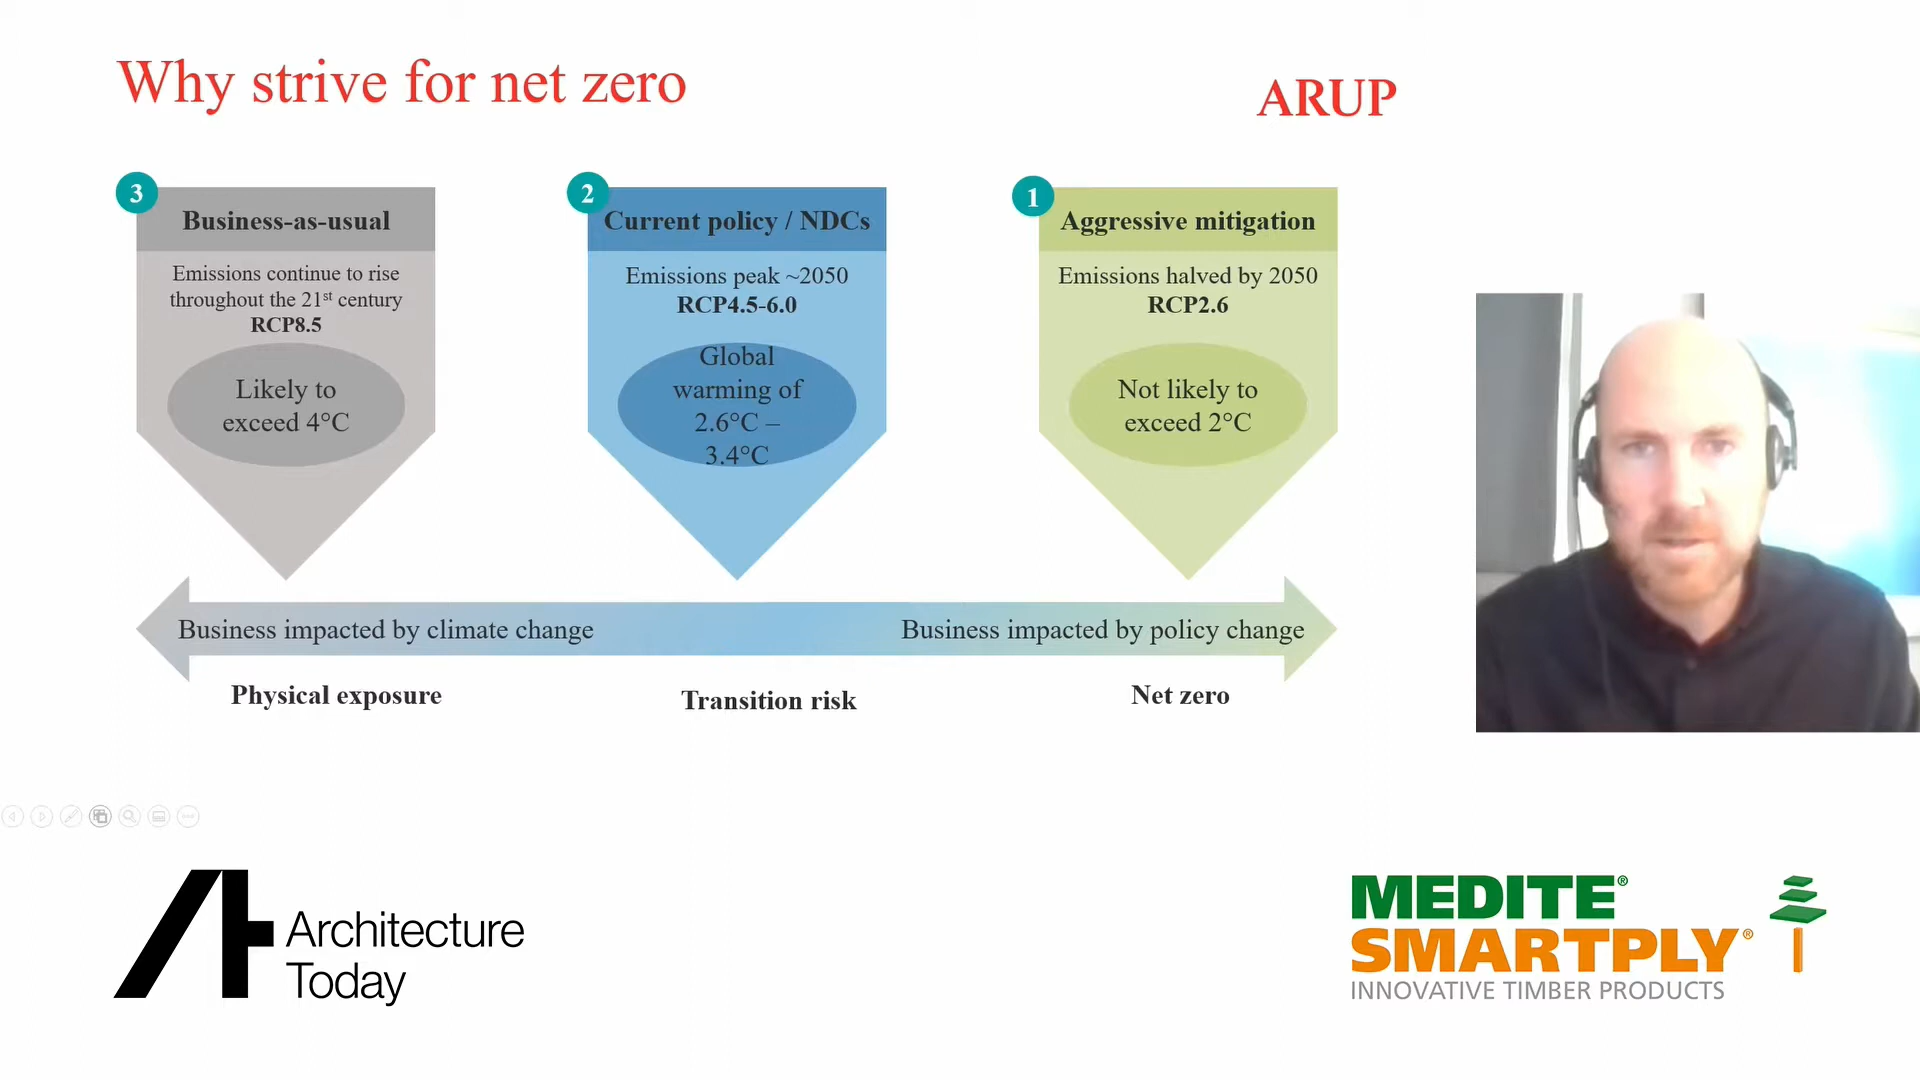 Why strive for net zero
ARUP
3
Business-as-usual
Emissions continue to rise
throughout the 21st century
RCP8.5
Likely to
exceed 4°C
2
Current policy / NDCs
Emissions peak ~2050
RCP4.5-6.0
Global
warming of
2.6°C –
3.4°C
1
Aggressive mitigation
Emissions halved by 2050
RCP2.6
Not likely to
exceed 2°C
Business impacted by climate change
Business impacted by policy change
Physical exposure
Transition risk
Net zero
Architecture
Today
MEDITE®
SMARTPLY®
INNOVATIVE TIMBER PRODUCTS